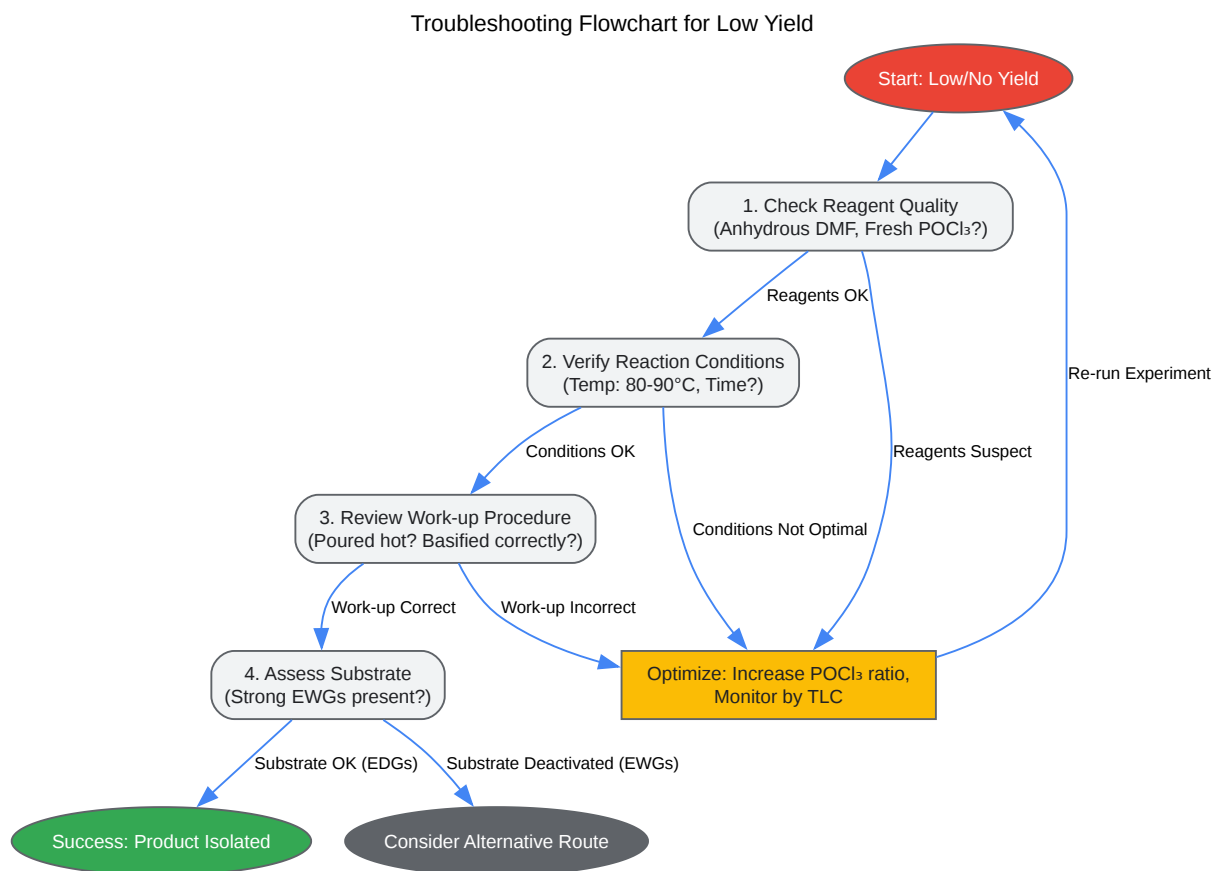 Troubleshooting Flowchart for Low Yield
Start: Low/No Yield
1. Check Reagent Quality
(Anhydrous DMF, Fresh POCl₃?)
Reagents OK
2. Verify Reaction Conditions
(Temp: 80-90°C, Time?)
Re-run Experiment
Conditions OK
Reagents Suspect
3. Review Work-up Procedure
(Poured hot? Basified correctly?)
Conditions Not Optimal
Work-up Correct
Work-up Incorrect
4. Assess Substrate
(Strong EWGs present?)
Optimize: Increase POCl₃ ratio,
Monitor by TLC
Substrate OK (EDGs)
Substrate Deactivated (EWGs)
Success: Product Isolated
Consider Alternative Route